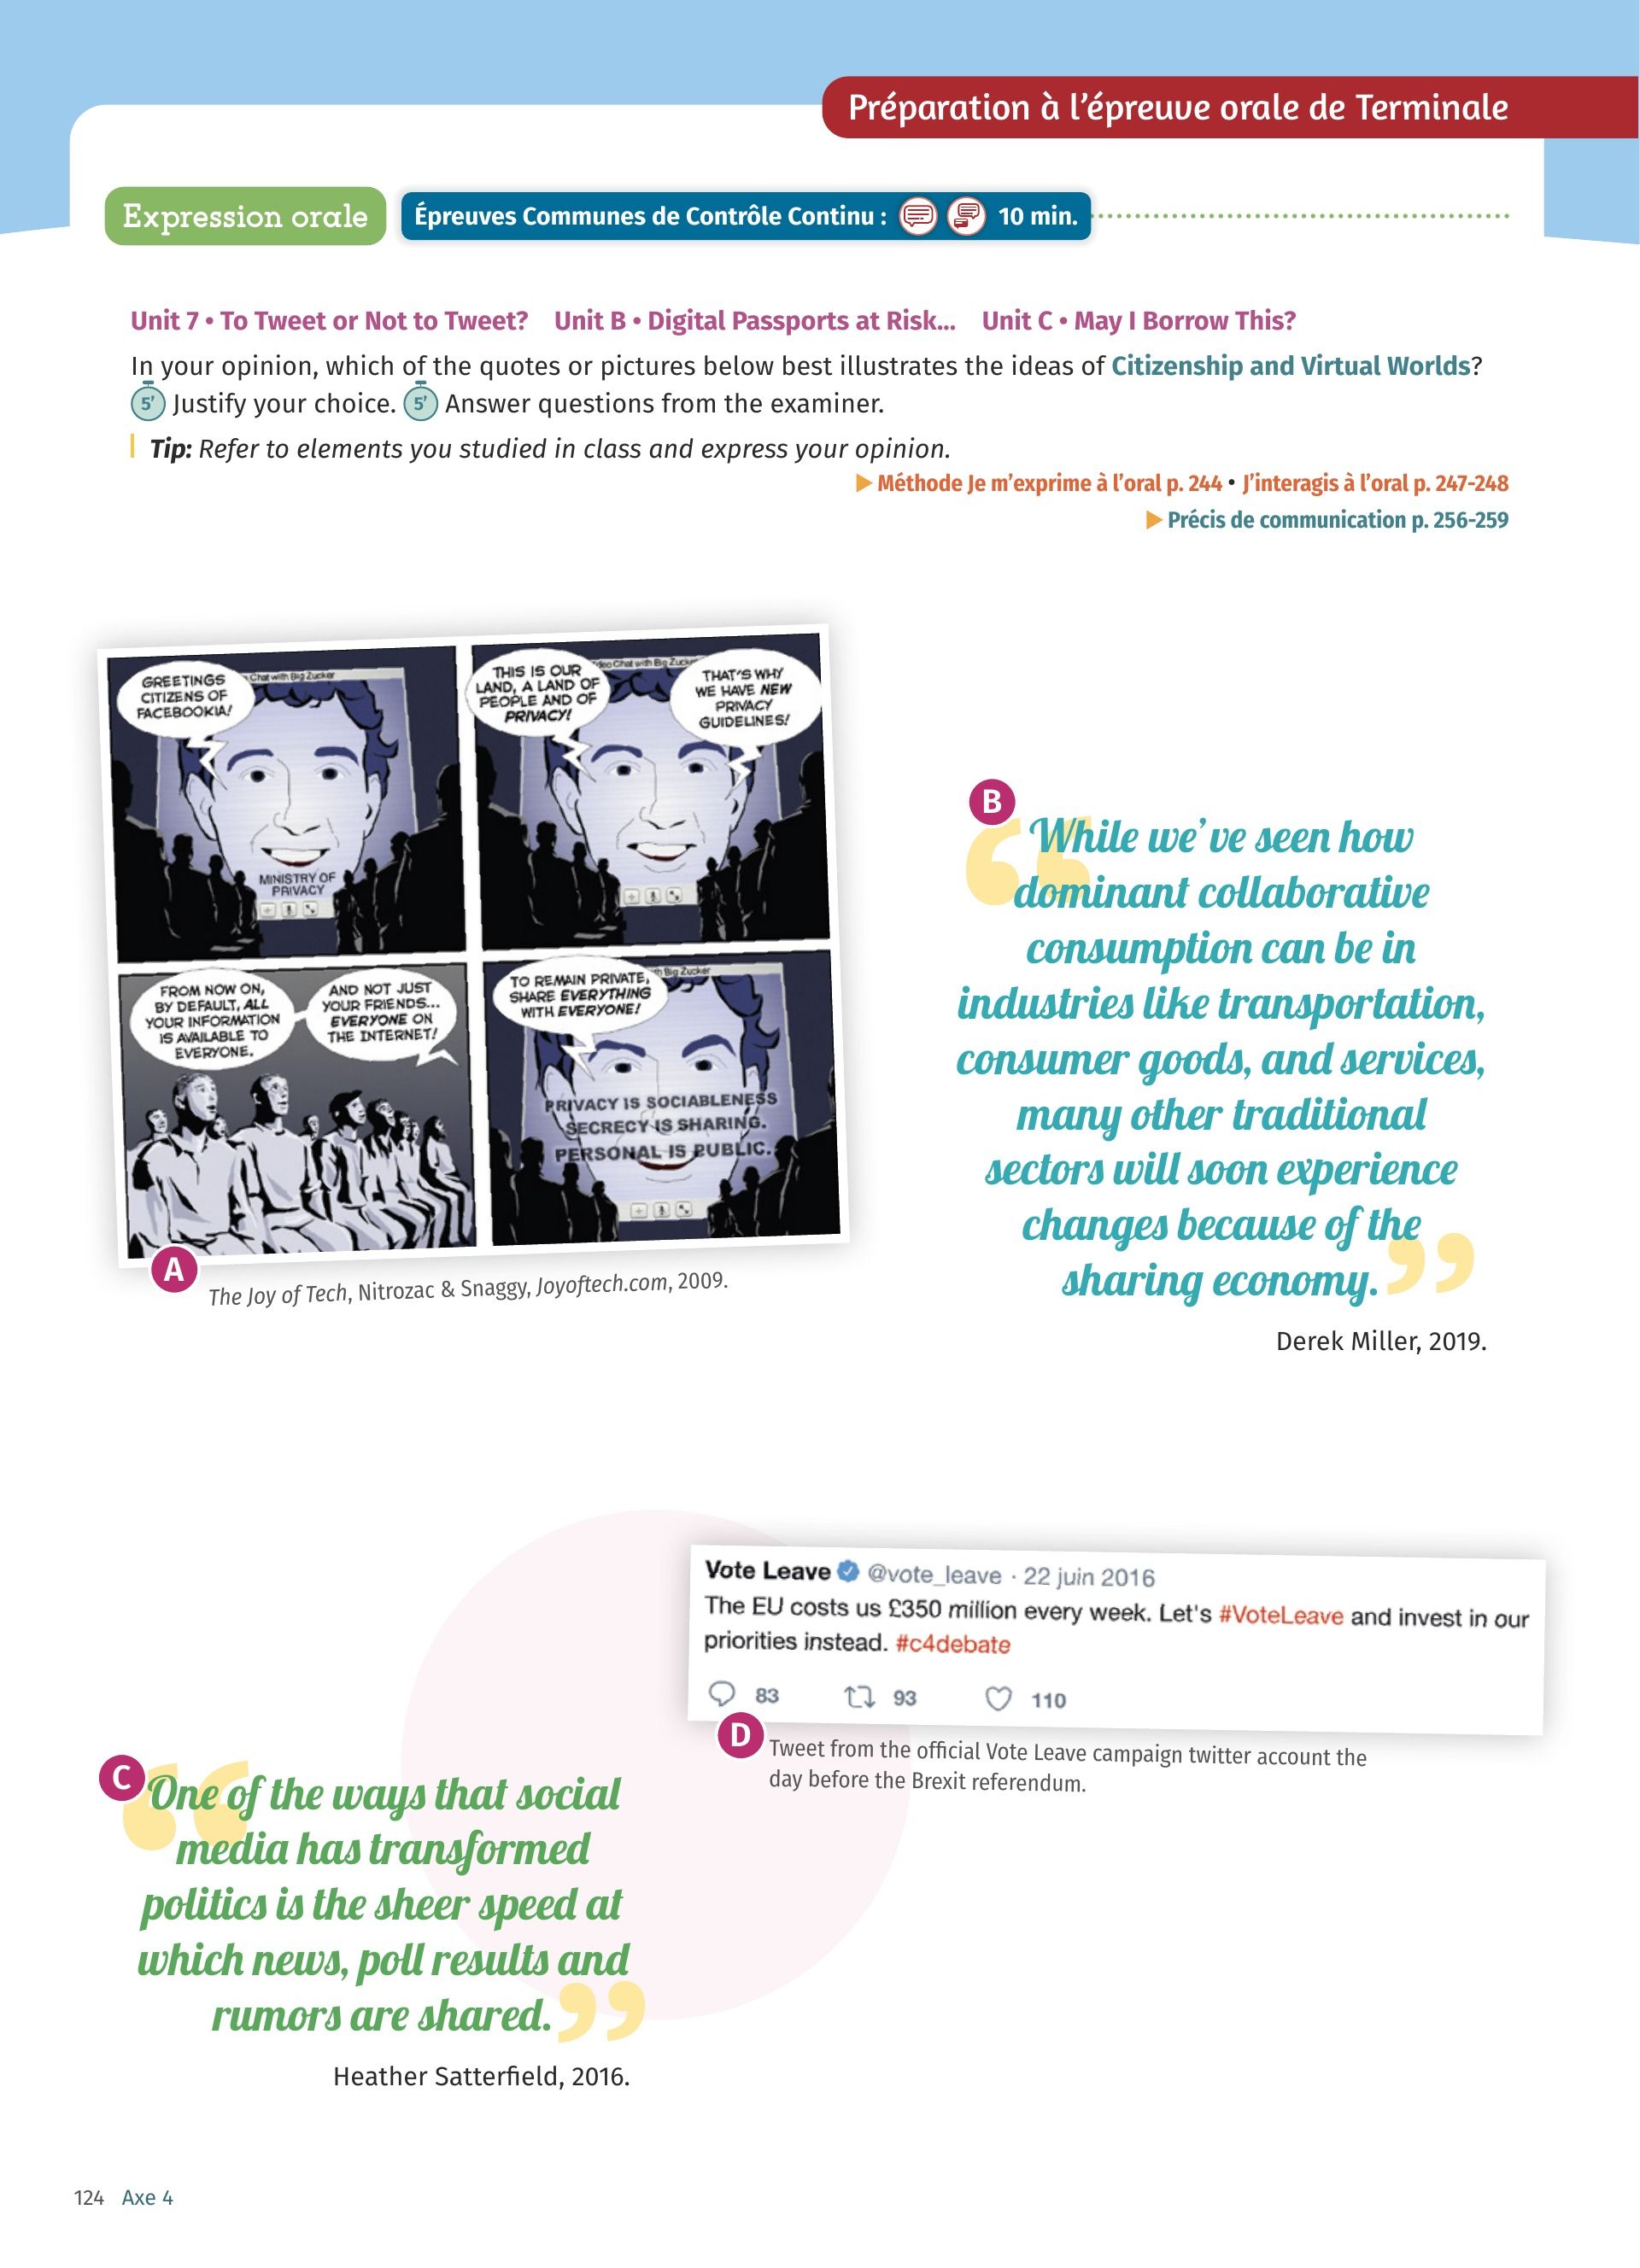 Préparation à l'épreuve orale de Terminale
Expression orale
Épreuves Communes de Contrôle Continu : 10 min.
Unit 7 • To Tweet or Not to Tweet? Unit B • Digital Passports at Risk... Unit C • May I Borrow This?
In your opinion, which of the quotes or pictures below best illustrates the ideas of Citizenship and Virtual Worlds?
5' Justify your choice. 5' Answer questions from the examiner.
Tip: Refer to elements you studied in class and express your opinion.
Méthode Je m'exprime à l'oral p. 244 • J'interagis à l'oral p. 247-248
Précis de communication p. 256-259
GREETINGS
CITIZENS OF
FACEBOOKIA!
Chat with Big Zucker
MINISTRY OF
PRIVACY
THIS IS OUR
LAND, A LAND OF
PEOPLE AND OF
PRIVACY!
Chat with Big Zucker
THAT'S WHY
WE HAVE NEW
PRIVACY
GUIDELINES!
FROM NOW ON,
BY DEFAULT, ALL
YOUR INFORMATION
IS AVAILABLE TO
EVERYONE.
AND NOT JUST
YOUR FRIENDS...
EVERYONE ON
THE INTERNET!
TO REMAIN PRIVATE,
SHARE EVERYTHING
WITH EVERYONE!
Big Zucker
PRIVACY IS SOCIABLENESS
SECRECY IS SHARING.
PERSONAL IS PUBLIC.
A
The Joy of Tech, Nitrozac & Snaggy, Joyoftech.com, 2009.
B
“While we've seen how
dominant collaborative
consumption can be in
industries like transportation,
consumer goods, and services,
many other traditional
sectors will soon experience
changes because of the
sharing economy.”
Derek Miller, 2019.
Vote Leave @vote_leave · 22 juin 2016
The EU costs us £350 million every week. Let's #VoteLeave and invest in our
priorities instead. #c4debate
83 93 110
D
Tweet from the official Vote Leave campaign twitter account the
day before the Brexit referendum.
C
“One of the ways that social
media has transformed
politics is the sheer speed at
which news, poll results and
rumors are shared.”
Heather Satterfield, 2016.
124 Axe 4